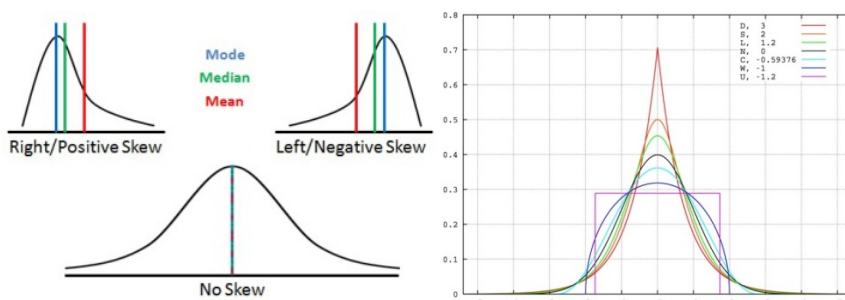 Mode
Median
Mean
Right/Positive Skew
Left/Negative Skew
No Skew
0.8
0.7
0.6
0.5
0.4
0.3
0.2
0.1
0
D, 3
S, 2
L, 1.2
N, 0
C, -0.59376
W, -1
U, -1.2